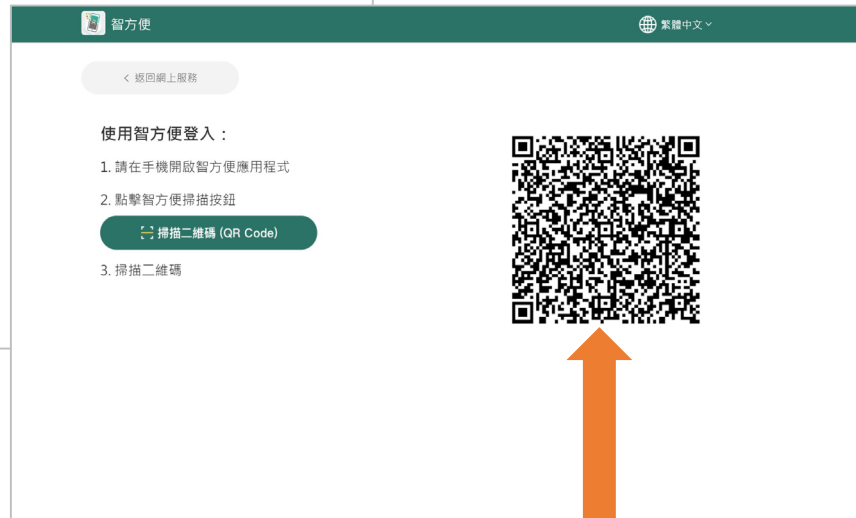 智方便
繁體中文
返回網上服務
使用智方便登入：
1. 請在手機開啟智方便應用程式
2. 點擊智方便掃描按鈕
掃描二維碼 (QR Code)
3. 掃描二維碼